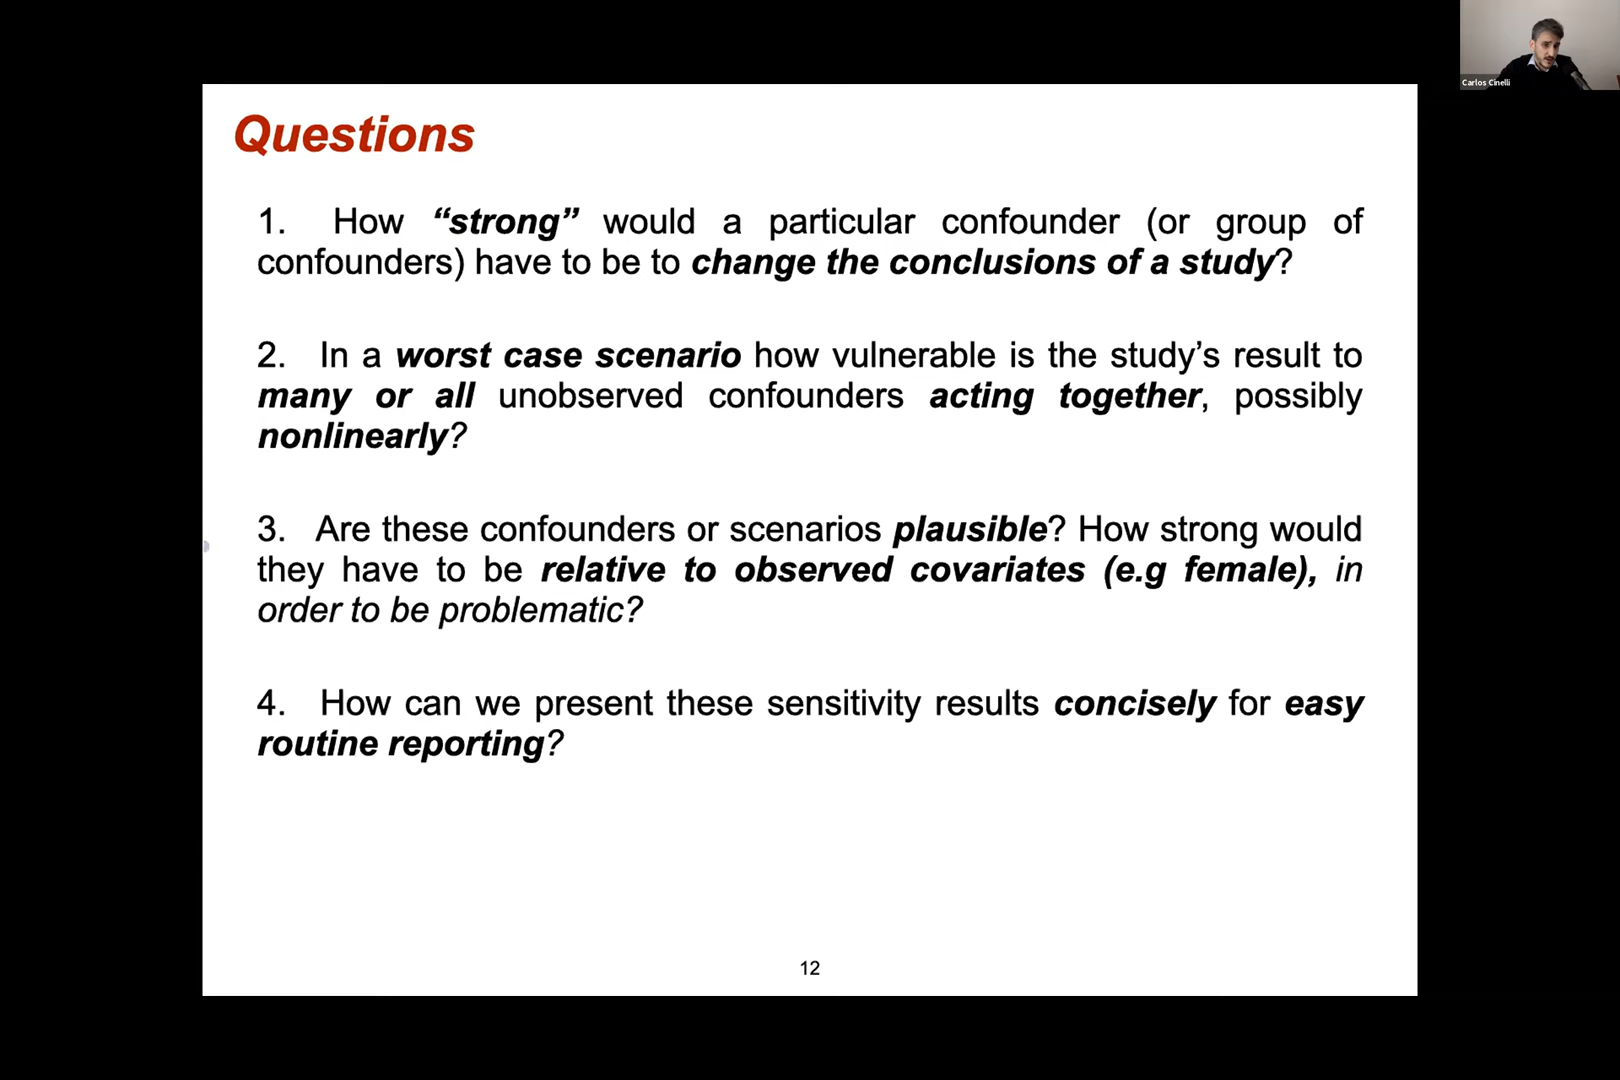 Carlos Cinelli
Questions
1. How “strong” would a particular confounder (or group of
confounders) have to be to change the conclusions of a study?
2. In a worst case scenario how vulnerable is the study’s result to
many or all unobserved confounders acting together, possibly
nonlinearly?
3. Are these confounders or scenarios plausible? How strong would
they have to be relative to observed covariates (e.g female), in
order to be problematic?
4. How can we present these sensitivity results concisely for easy
routine reporting?
12